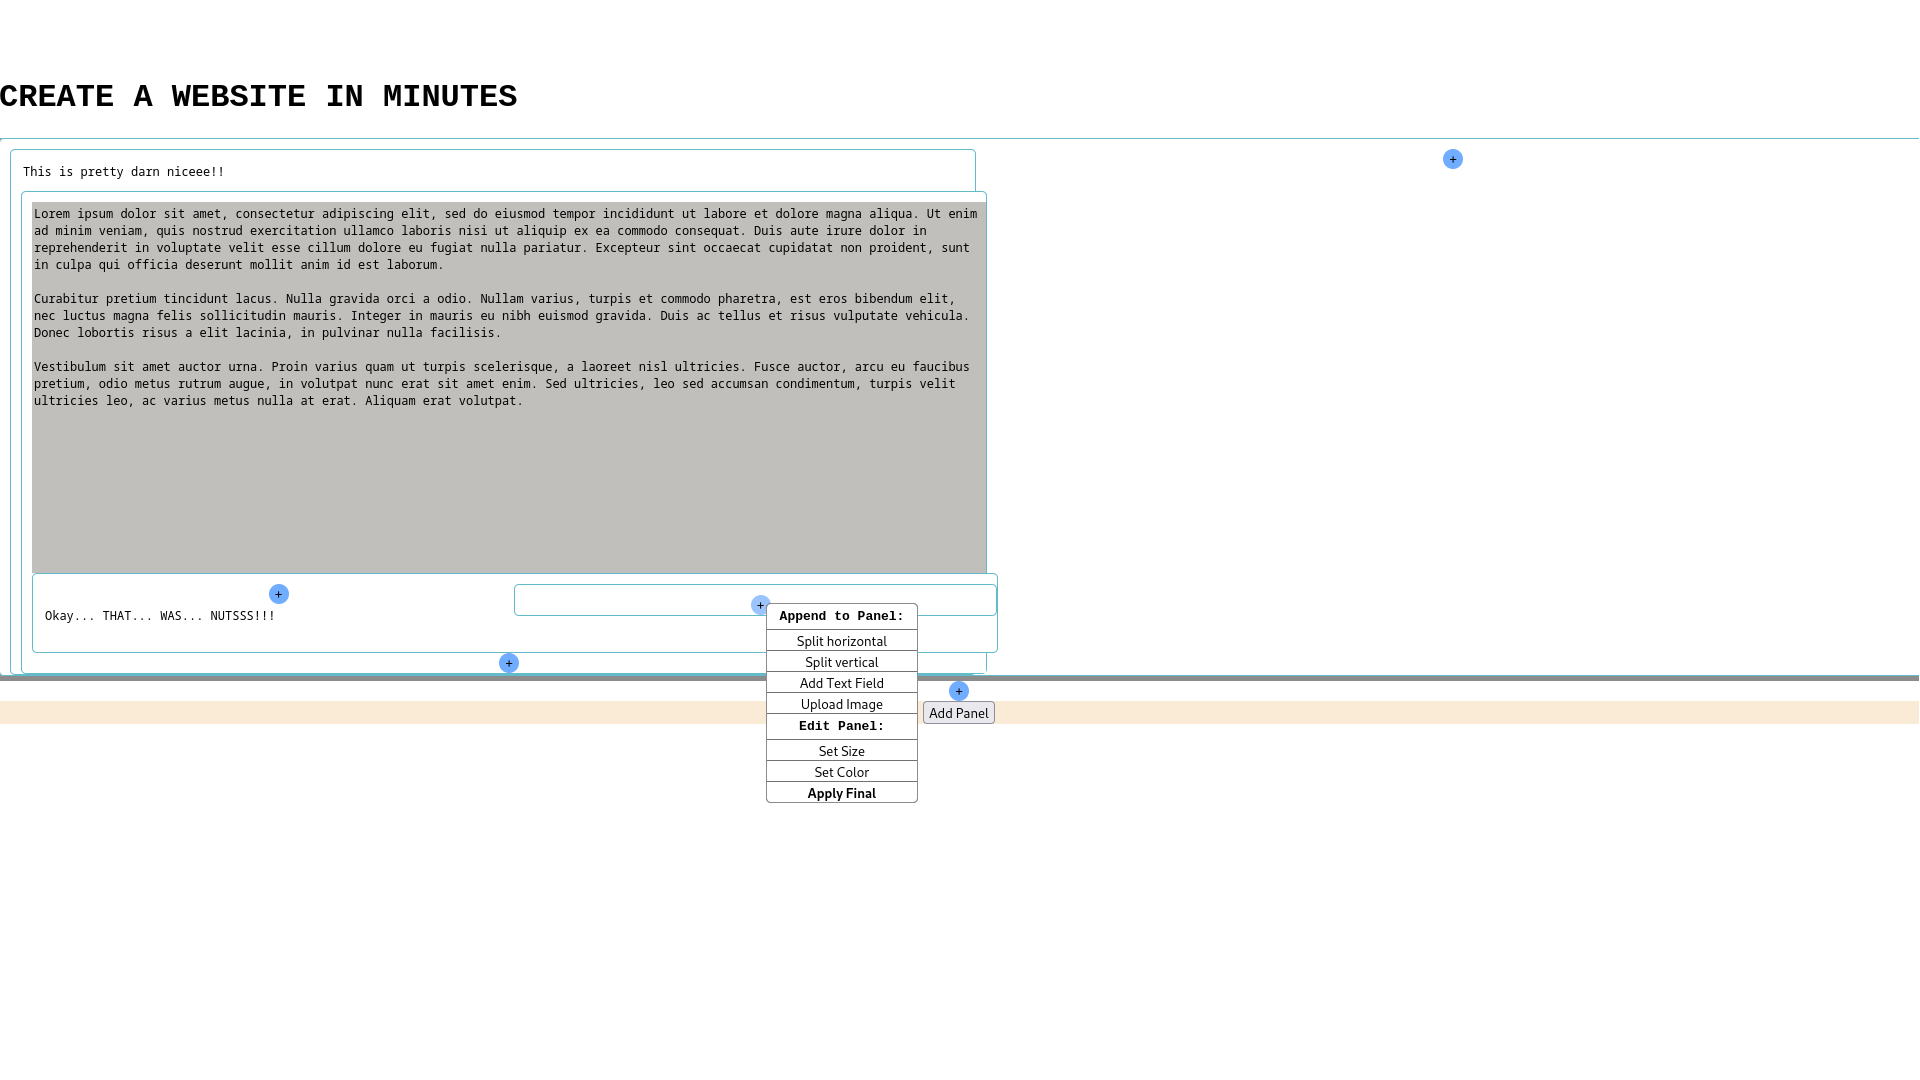 CREATE A WEBSITE IN MINUTES
+
This is pretty darn niceee!!
Lorem ipsum dolor sit amet, consectetur adipiscing elit, sed do eiusmod tempor incididunt ut labore et dolore magna aliqua. Ut enim
ad minim veniam, quis nostrud exercitation ullamco laboris nisi ut aliquip ex ea commodo consequat. Duis aute irure dolor in
reprehenderit in voluptate velit esse cillum dolore eu fugiat nulla pariatur. Excepteur sint occaecat cupidatat non proident, sunt
in culpa qui officia deserunt mollit anim id est laborum.
Curabitur pretium tincidunt lacus. Nulla gravida orci a odio. Nullam varius, turpis et commodo pharetra, est eros bibendum elit,
nec luctus magna felis sollicitudin mauris. Integer in mauris eu nibh euismod gravida. Duis ac tellus et risus vulputate vehicula.
Donec lobortis risus a elit lacinia, in pulvinar nulla facilisis.
Vestibulum sit amet auctor urna. Proin varius quam ut turpis scelerisque, a laoreet nisl ultricies. Fusce auctor, arcu eu faucibus
pretium, odio metus rutrum augue, in volutpat nunc erat sit amet enim. Sed ultricies, leo sed accumsan condimentum, turpis velit
ultricies leo, ac varius metus nulla at erat. Aliquam erat volutpat.
+
+
Okay... THAT... WAS... NUTSSS!!!
+
Append to Panel:
Split horizontal
Split vertical
Add Text Field
Upload Image
Edit Panel:
Set Size
Set Color
Apply Final
+
Add Panel